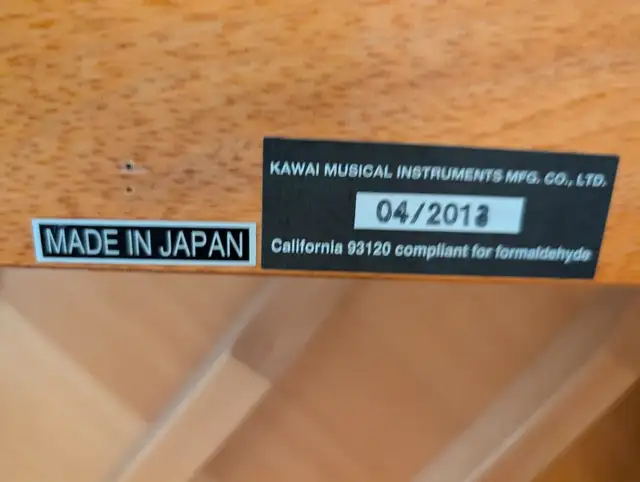 KAWAI MUSICAL INSTRUMENTS MFG. CO., LTD.
04/2013
California 93120 compliant for formaldehyde
MADE IN JAPAN